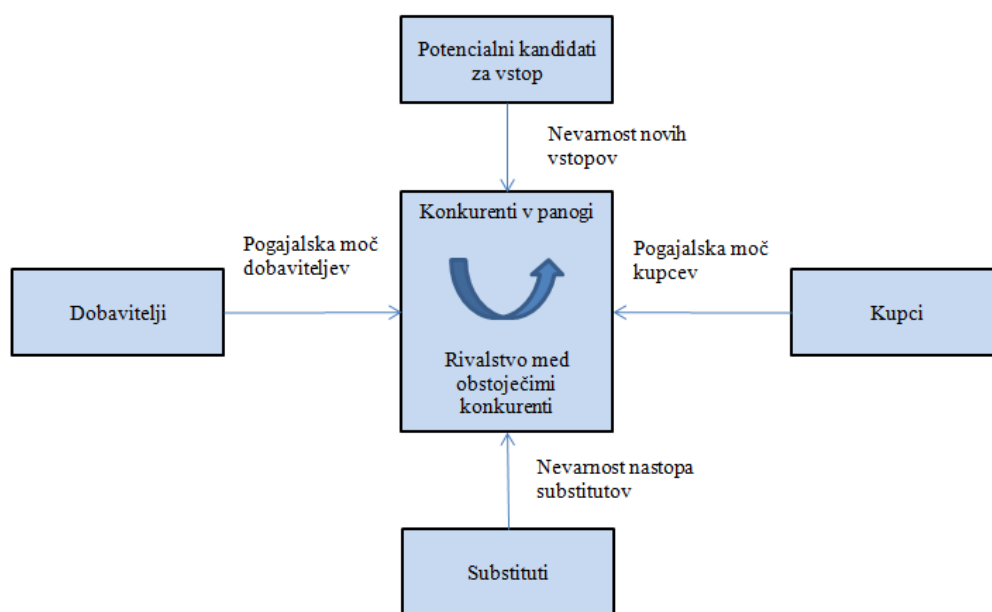 Potencialni kandidati
za vstop
Nevarnost novih
vstopov
Konkurenti v panogi
Pogajalska moč
dobaviteljev
Pogajalska moč
kupcev
Dobavitelji
Kupci
Rivalstvo med
obstoječimi
konkurenti
Nevarnost nastopa
substitutov
Substituti